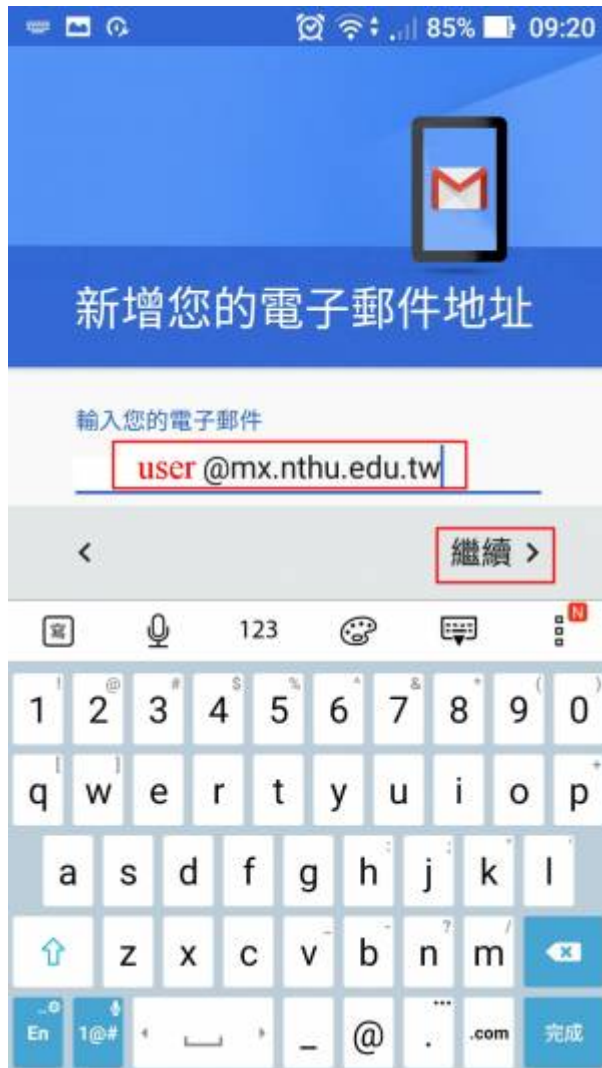 85% 09:20
新增您的電子郵件地址
輸入您的電子郵件
user @mx.nthu.edu.tw
< 繼續 >
寫 123 N
1 ! 2 @ 3 # 4 $ 5 % 6 ^ 7 & 8 * 9 ( 0 )
q [ w ] e r t y u i o p +
a s d f g h : j ; k l
z x c v _ b - n ? m /
En 1@# _ @ . .com 完成